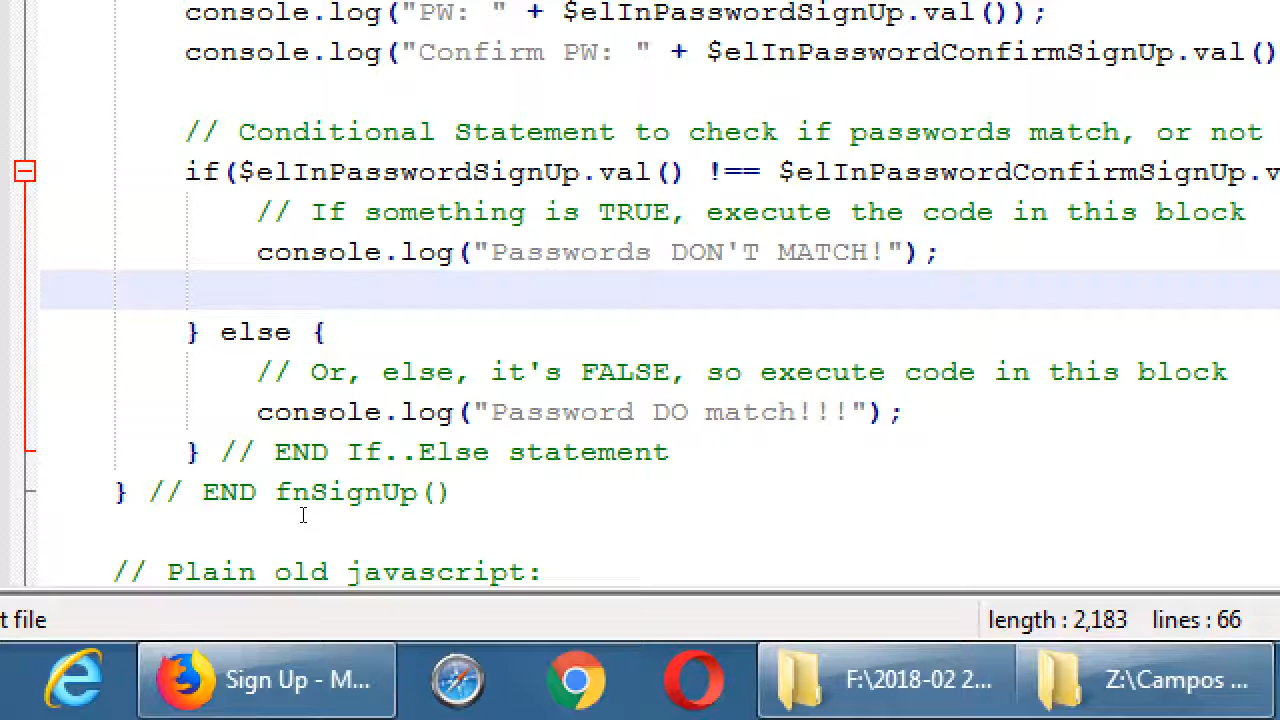 console.log("PW: " + $elInPasswordSignUp.val());
console.log("Confirm PW: " + $elInPasswordConfirmSignUp.val()
// Conditional Statement to check if passwords match, or not
if($elInPasswordSignUp.val() !== $elInPasswordConfirmSignUp.v
// If something is TRUE, execute the code in this block
console.log("Passwords DON'T MATCH!");
} else {
// Or, else, it's FALSE, so execute code in this block
console.log("Password DO match!!!");
} // END If..Else statement
} // END fnSignUp()
// Plain old javascript:
t file length : 2,183 lines : 66
Sign Up - M... F:\2018-02 2... Z:\Campos ...